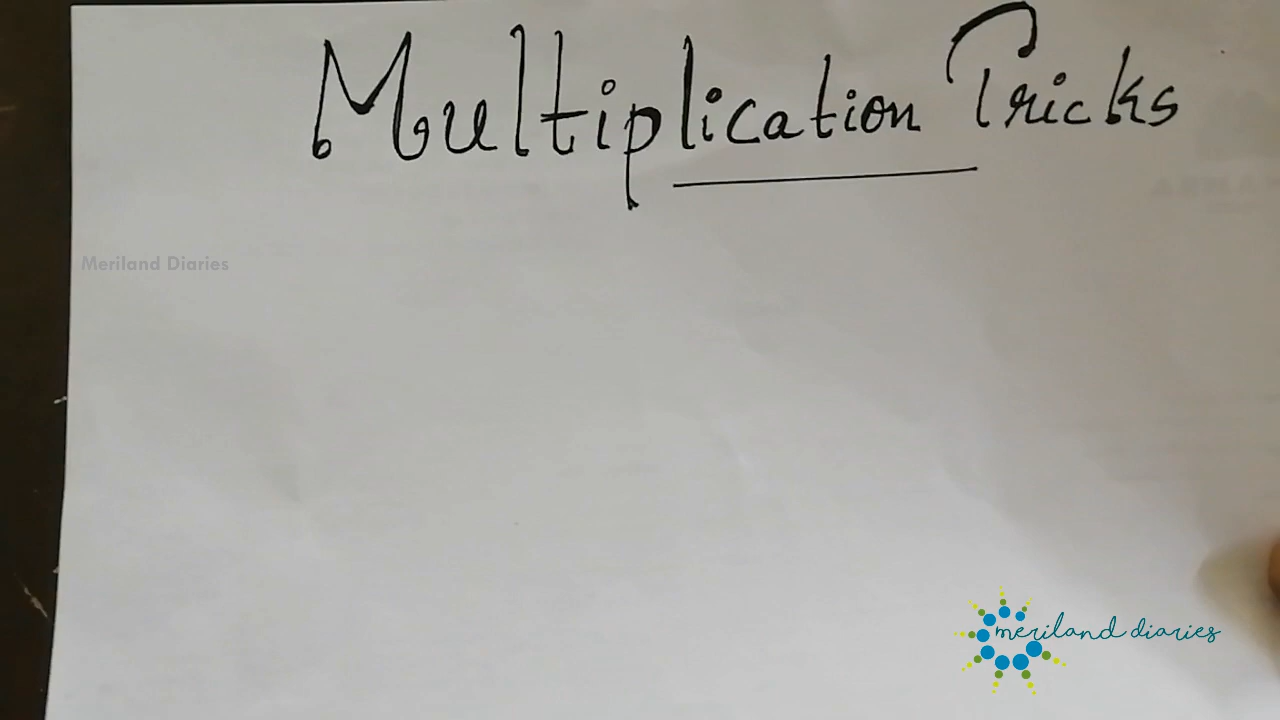 Multiplication Tricks
Meriland Diaries
meriland diaries